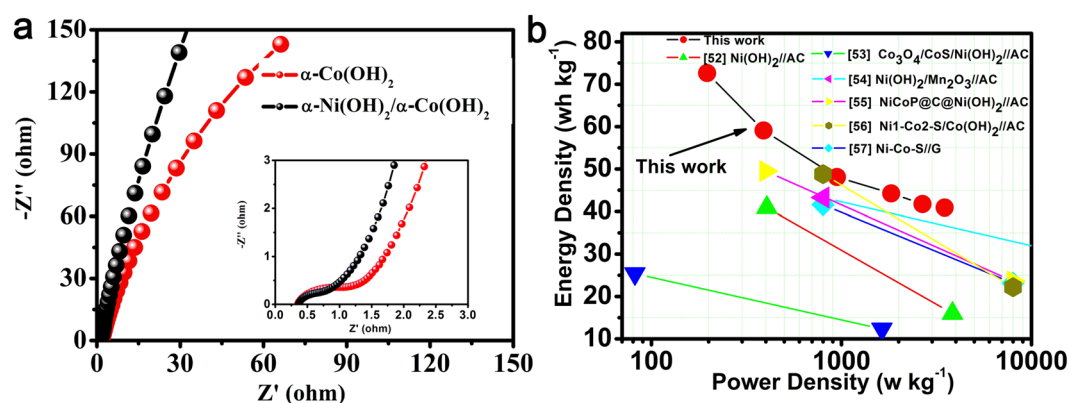 a
150
120
90
60
30
0
-Z'' (ohm)
0
30
60
90
120
150
Z' (ohm)
α-Co(OH)2
α-Ni(OH)2/α-Co(OH)2
3
2
1
0
-Z'' (ohm)
0.0
0.5
1.0
1.5
2.0
2.5
3.0
Z' (ohm)
b
Energy Density (wh kg-1)
80
70
60
50
40
30
20
10
100
1000
10000
Power Density (w kg-1)
This work
[52] Ni(OH)2//AC
[53] Co3O4/CoS/Ni(OH)2//AC
[54] Ni(OH)2/Mn2O3//AC
[55] NiCoP@C@Ni(OH)2//AC
[56] Ni1-Co2-S/Co(OH)2//AC
[57] Ni-Co-S//G
This work